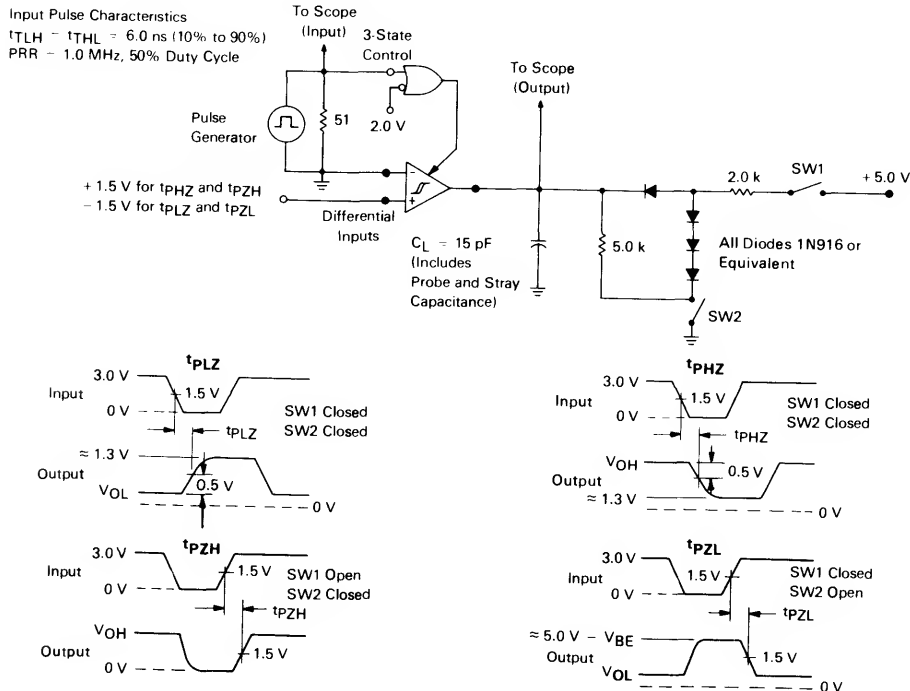 Input Pulse Characteristics
tTLH – tTHL = 6.0 ns (10% to 90%)
PRR – 1.0 MHz, 50% Duty Cycle
To Scope
(Input)
3-State
Control
To Scope
(Output)
Pulse
Generator
51
2.0 V
+ 1.5 V for tPHZ and tPZH
– 1.5 V for tPLZ and tPZL
–
+
Differential
Inputs
CL = 15 pF
(Includes
Probe and Stray
Capacitance)
5.0 k
2.0 k
SW1
+ 5.0 V
All Diodes 1N916 or
Equivalent
SW2
tPLZ
3.0 V
Input
1.5 V
0 V
SW1 Closed
SW2 Closed
tPLZ
≈ 1.3 V
Output
0.5 V
VOL
0 V
tPHZ
3.0 V
Input
1.5 V
0 V
SW1 Closed
SW2 Closed
tPHZ
VOH
0.5 V
Output
≈ 1.3 V
0 V
tPZH
3.0 V
Input
1.5 V
0 V
SW1 Open
SW2 Closed
tPZH
VOH
Output
1.5 V
0 V
tPZL
3.0 V
Input
1.5 V
0 V
SW1 Closed
SW2 Open
tPZL
≈ 5.0 V – VBE
Output
1.5 V
VOL
0 V